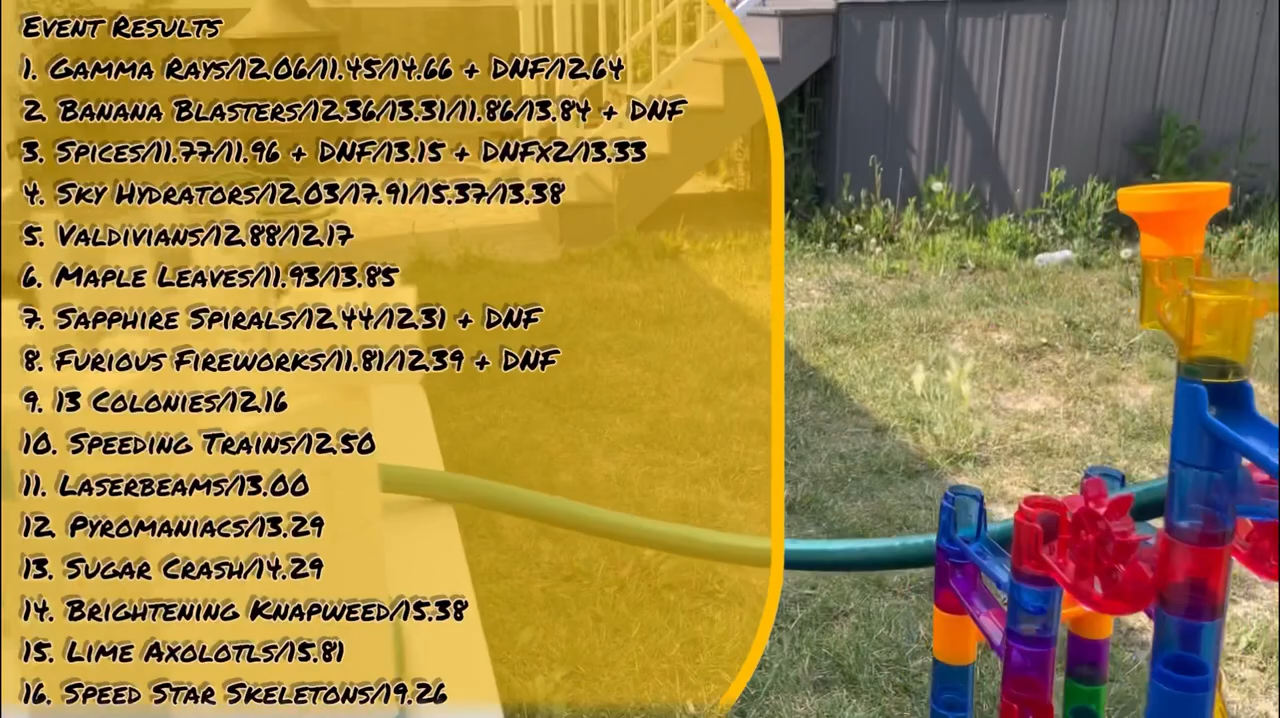 Event Results
1. Gamma Rays/12.06/11.45/14.66 + DNF/12.64
2. Banana Blasters/12.36/13.31/11.86/13.84 + DNF
3. Spices/11.77/11.96 + DNF/13.15 + DNFx2/13.33
4. Sky Hydrators/12.03/17.91/15.37/13.38
5. Valdivians/12.88/12.17
6. Maple Leaves/11.93/13.85
7. Sapphire Spirals/12.44/12.31 + DNF
8. Furious Fireworks/11.81/12.39 + DNF
9. 13 Colonies/12.16
10. Speeding Trains/12.50
11. Laserbeams/13.00
12. Pyromaniacs/13.29
13. Sugar Crash/14.29
14. Brightening Knapweed/15.38
15. Lime Axolotls/15.81
16. Speed Star Skeletons/19.26